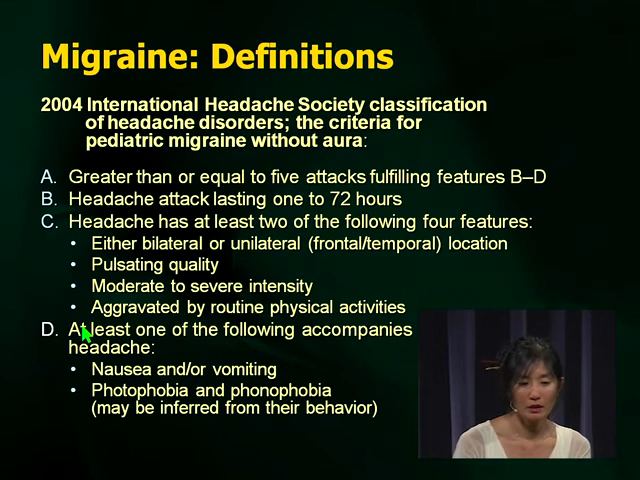 Migraine: Definitions
2004 International Headache Society classification
of headache disorders; the criteria for
pediatric migraine without aura:
A. Greater than or equal to five attacks fulfilling features B–D
B. Headache attack lasting one to 72 hours
C. Headache has at least two of the following four features:
• Either bilateral or unilateral (frontal/temporal) location
• Pulsating quality
• Moderate to severe intensity
• Aggravated by routine physical activities
D. At least one of the following accompanies
headache:
• Nausea and/or vomiting
• Photophobia and phonophobia
(may be inferred from their behavior)